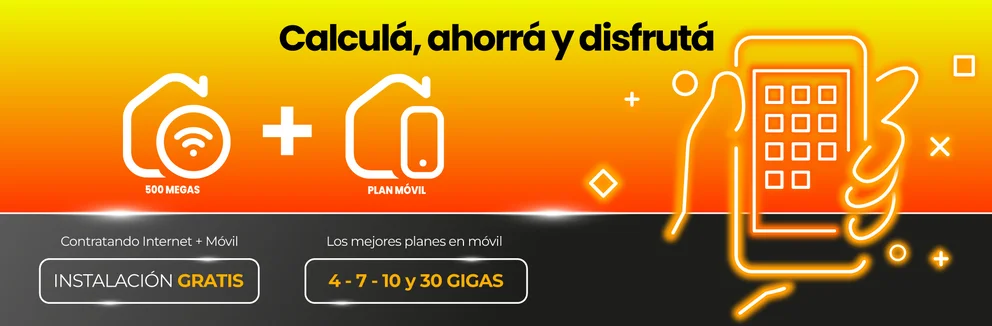 Calculá, ahorrá y disfrutá
500 MEGAS
PLAN MÓVIL
Contratando Internet + Móvil
INSTALACIÓN GRATIS
Los mejores planes en móvil
4 - 7 - 10 y 30 GIGAS